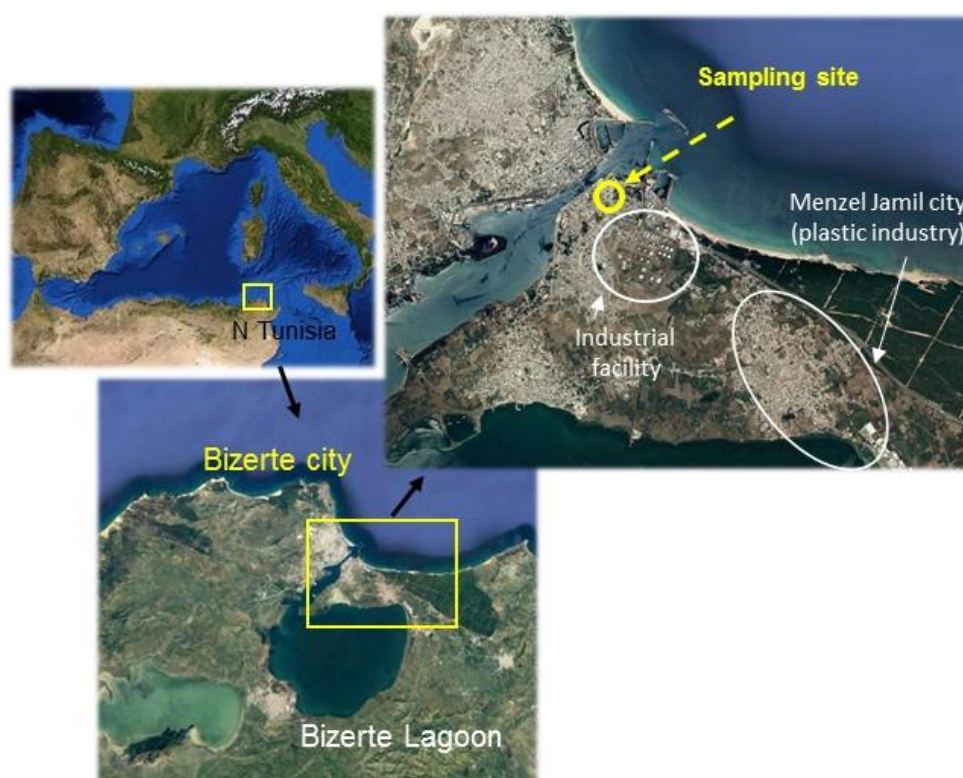 Sampling site
Menzel Jamil city
(plastic industry)
Industrial
facility
N Tunisia
Bizerte city
Bizerte Lagoon